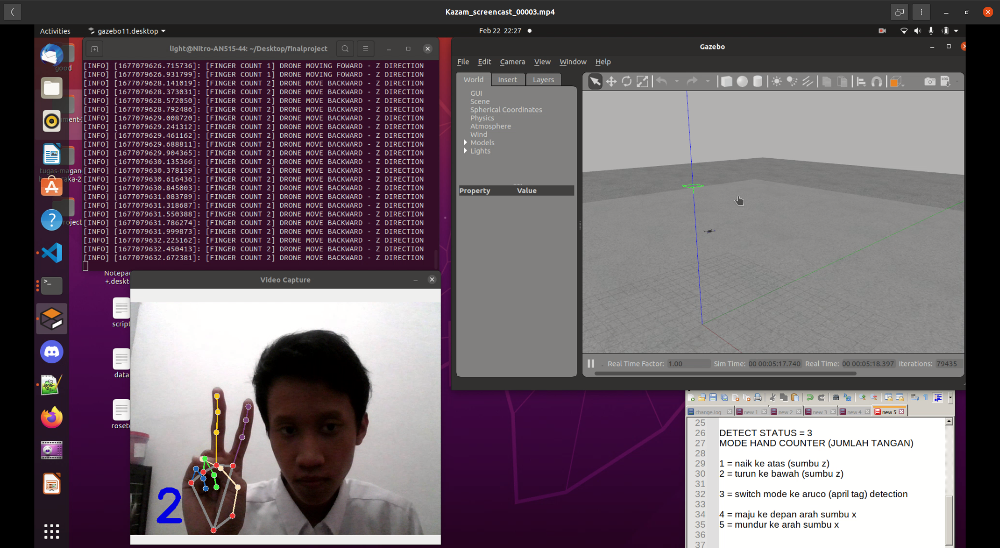 Kazam_screencast_00003.mp4
Activities
gazebo11.desktop
Feb 22 22:27
good
tugas-magan
light@Nitro-AN515-44: ~/Desktop/finalproject
[INFO] [1677079626.715736]: [FINGER COUNT 1] DRONE MOVING FOWARD - Z DIRECTION
[INFO] [1677079626.931799]: [FINGER COUNT 1] DRONE MOVING FOWARD - Z DIRECTION
[INFO] [1677079628.141019]: [FINGER COUNT 2] DRONE MOVE BACKWARD - Z DIRECTION
[INFO] [1677079628.373031]: [FINGER COUNT 2] DRONE MOVE BACKWARD - Z DIRECTION
[INFO] [1677079628.572050]: [FINGER COUNT 2] DRONE MOVE BACKWARD - Z DIRECTION
[INFO] [1677079628.792486]: [FINGER COUNT 2] DRONE MOVE BACKWARD - Z DIRECTION
[INFO] [1677079629.008720]: [FINGER COUNT 2] DRONE MOVE BACKWARD - Z DIRECTION
[INFO] [1677079629.241312]: [FINGER COUNT 2] DRONE MOVE BACKWARD - Z DIRECTION
[INFO] [1677079629.461162]: [FINGER COUNT 2] DRONE MOVE BACKWARD - Z DIRECTION
[INFO] [1677079629.688811]: [FINGER COUNT 2] DRONE MOVE BACKWARD - Z DIRECTION
[INFO] [1677079629.904365]: [FINGER COUNT 2] DRONE MOVE BACKWARD - Z DIRECTION
[INFO] [1677079630.135366]: [FINGER COUNT 2] DRONE MOVE BACKWARD - Z DIRECTION
[INFO] [1677079630.378159]: [FINGER COUNT 2] DRONE MOVE BACKWARD - Z DIRECTION
[INFO] [1677079630.616436]: [FINGER COUNT 2] DRONE MOVE BACKWARD - Z DIRECTION
[INFO] [1677079630.845003]: [FINGER COUNT 2] DRONE MOVE BACKWARD - Z DIRECTION
[INFO] [1677079631.083789]: [FINGER COUNT 2] DRONE MOVE BACKWARD - Z DIRECTION
[INFO] [1677079631.318687]: [FINGER COUNT 2] DRONE MOVE BACKWARD - Z DIRECTION
[INFO] [1677079631.550388]: [FINGER COUNT 2] DRONE MOVE BACKWARD - Z DIRECTION
[INFO] [1677079631.786274]: [FINGER COUNT 2] DRONE MOVE BACKWARD - Z DIRECTION
[INFO] [1677079631.999873]: [FINGER COUNT 2] DRONE MOVE BACKWARD - Z DIRECTION
[INFO] [1677079632.225162]: [FINGER COUNT 2] DRONE MOVE BACKWARD - Z DIRECTION
[INFO] [1677079632.450413]: [FINGER COUNT 2] DRONE MOVE BACKWARD - Z DIRECTION
[INFO] [1677079632.672381]: [FINGER COUNT 2] DRONE MOVE BACKWARD - Z DIRECTION
Notepa
+.deskt
script
data
Video Capture
2
Gazebo
File Edit Camera View Window Help
World Insert Layers
GUI
Scene
Spherical Coordinates
Physics
Atmosphere
Wind
Models
Lights
Property Value
LOG
Real Time Factor: 1.00 Sim Time: 00 00:05:17.740 Real Time: 00 00:05:18.397 Iterations: 79435
change.log new 1 new 2 new 3 new 4 new 5
25
26 DETECT STATUS = 3
27 MODE HAND COUNTER (JUMLAH TANGAN)
28
29 1 = naik ke atas (sumbu z)
30 2 = turun ke bawah (sumbu z)
31
32 3 = switch mode ke aruco (april tag) detection
33
34 4 = maju ke depan arah sumbu x
35 5 = mundur ke arah sumbu x
36
37